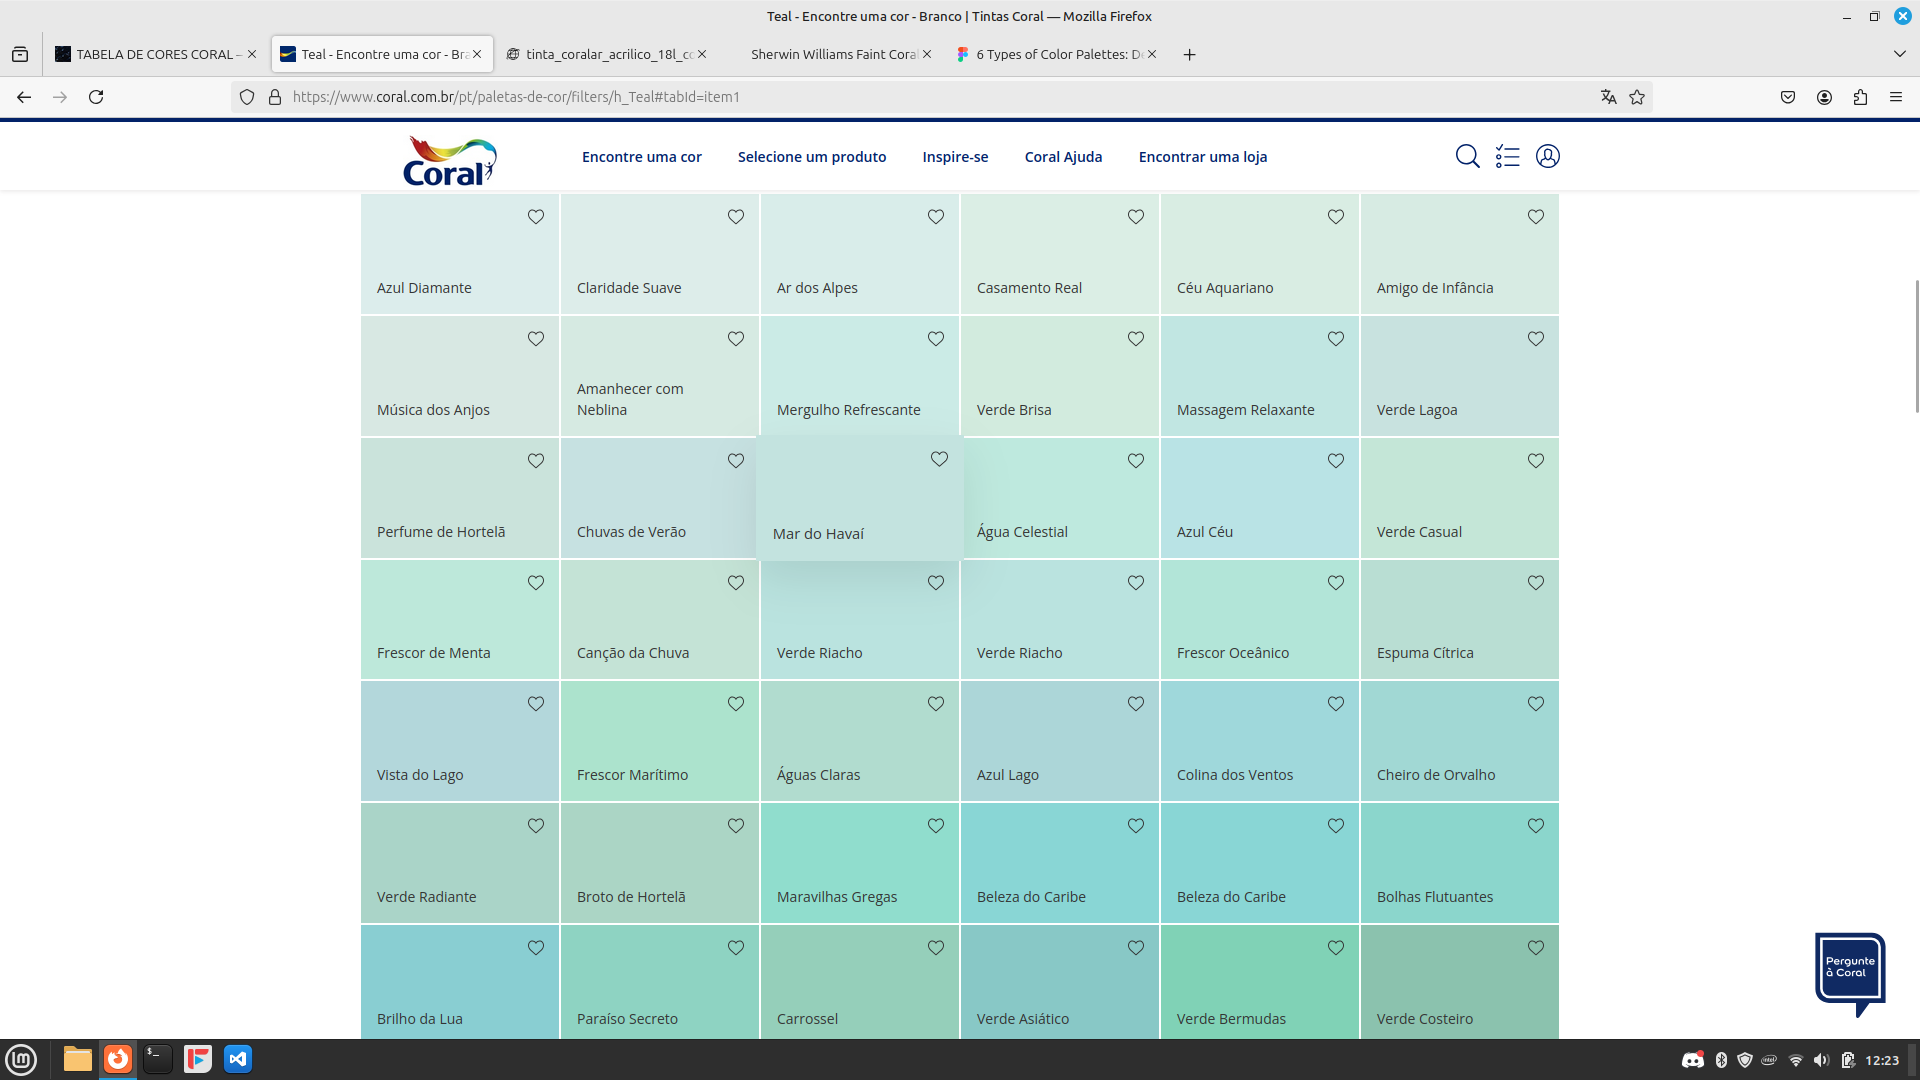 Teal - Encontre uma cor - Branco | Tintas Coral — Mozilla Firefox
TABELA DE CORES CORAL –
Teal - Encontre uma cor - Bra
tinta_coralar_acrilico_18l_co
Sherwin Williams Faint Coral
6 Types of Color Palettes: De
https://www.coral.com.br/pt/paletas-de-cor/filters/h_Teal#tabId=item1
Coral
Encontre uma cor
Selecione um produto
Inspire-se
Coral Ajuda
Encontrar uma loja
Azul Diamante
Claridade Suave
Ar dos Alpes
Casamento Real
Céu Aquariano
Amigo de Infância
Música dos Anjos
Amanhecer com
Neblina
Mergulho Refrescante
Verde Brisa
Massagem Relaxante
Verde Lagoa
Perfume de Hortelã
Chuvas de Verão
Mar do Havaí
Água Celestial
Azul Céu
Verde Casual
Frescor de Menta
Canção da Chuva
Verde Riacho
Verde Riacho
Frescor Oceânico
Espuma Cítrica
Vista do Lago
Frescor Marítimo
Águas Claras
Azul Lago
Colina dos Ventos
Cheiro de Orvalho
Verde Radiante
Broto de Hortelã
Maravilhas Gregas
Beleza do Caribe
Beleza do Caribe
Bolhas Flutuantes
Brilho da Lua
Paraíso Secreto
Carrossel
Verde Asiático
Verde Bermudas
Verde Costeiro
Pergunte
à Coral
12:23